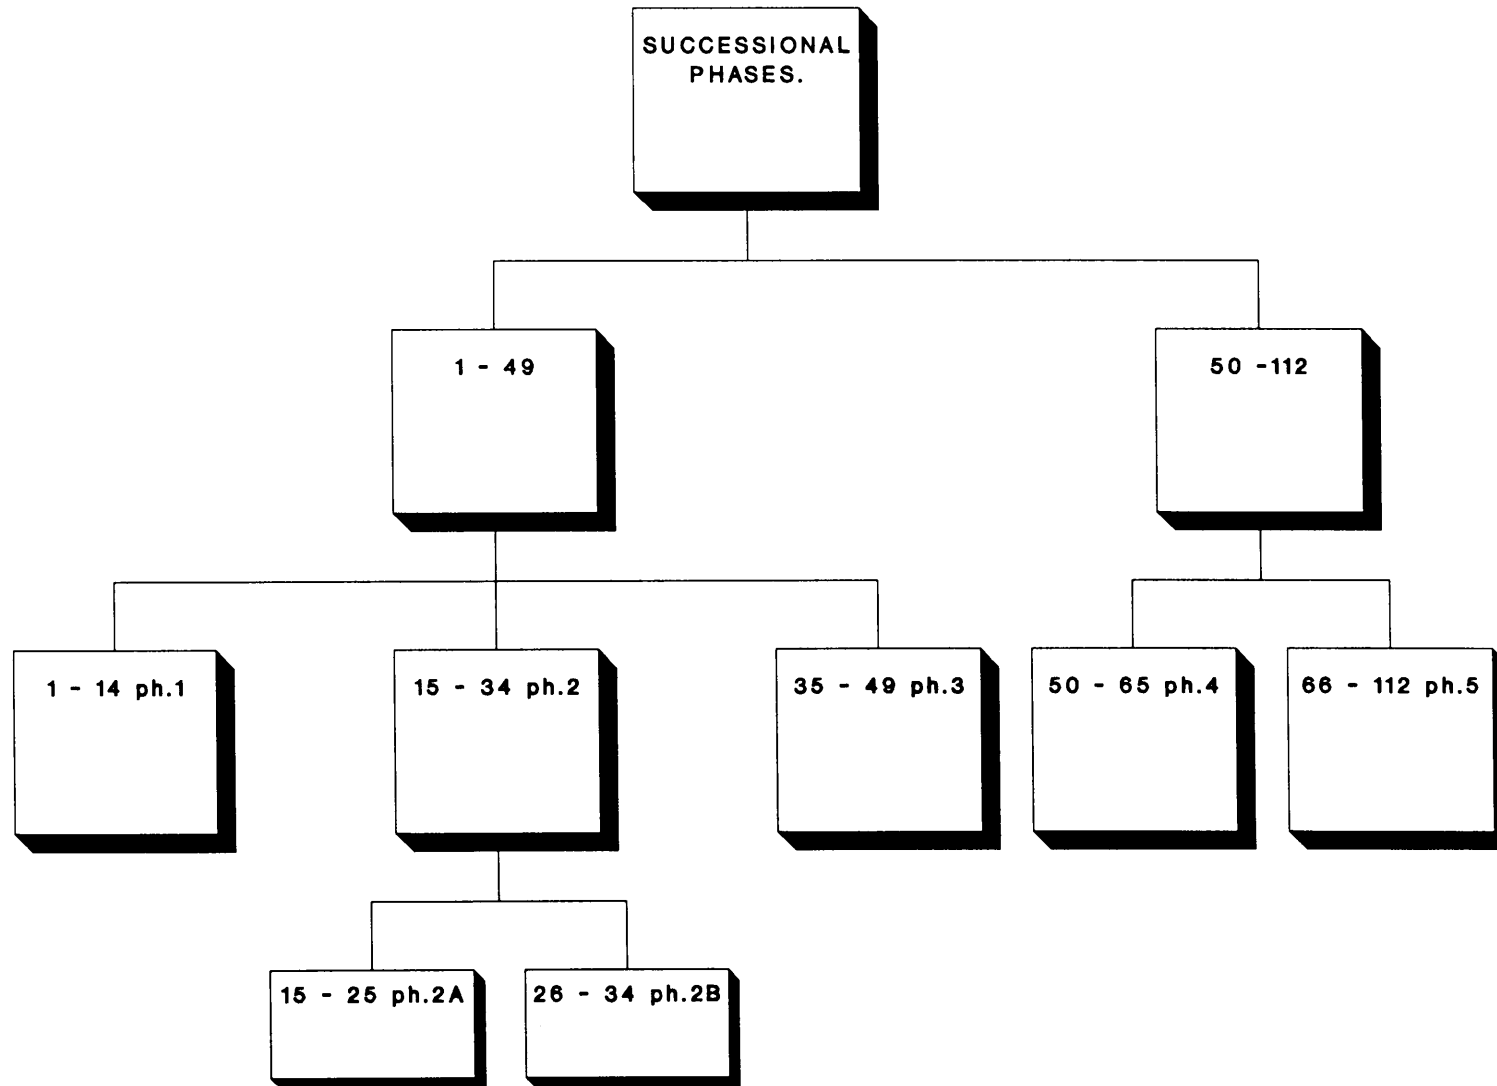 SUCCESSIONAL
PHASES.
1 - 49
50 -112
1 - 14 ph.1
15 - 34 ph.2
35 - 49 ph.3
50 - 65 ph.4
66 - 112 ph.5
15 - 25 ph.2A
26 - 34 ph.2B